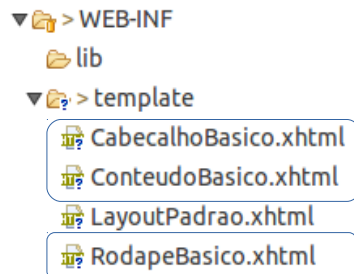 > WEB-INF
lib
> template
CabecalhoBasico.xhtml
ConteudoBasico.xhtml
LayoutPadrao.xhtml
RodapeBasico.xhtml